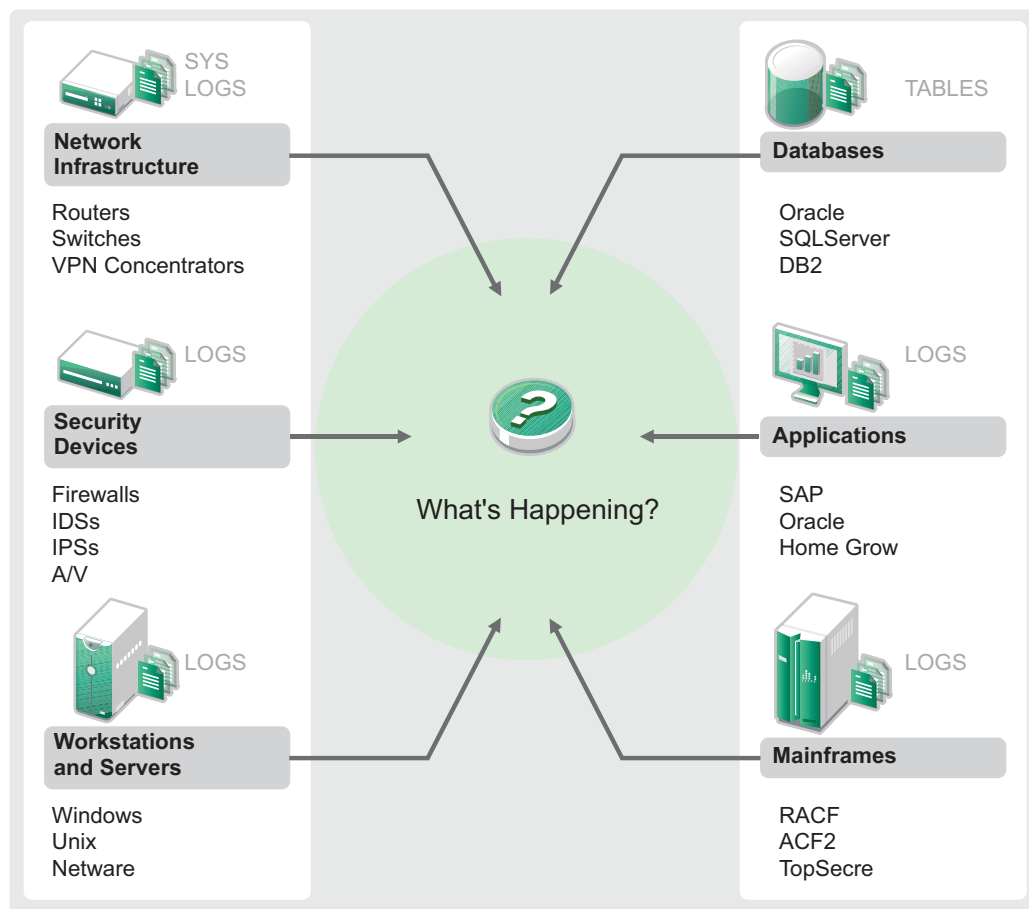 SYS
LOGS
Network
Infrastructure
Routers
Switches
VPN Concentrators
LOGS
Security
Devices
Firewalls
IDSs
IPSs
A/V
LOGS
Workstations
and Servers
Windows
Unix
Netware
?
What's Happening?
TABLES
Databases
Oracle
SQLServer
DB2
LOGS
Applications
SAP
Oracle
Home Grow
LOGS
Mainframes
RACF
ACF2
TopSecre